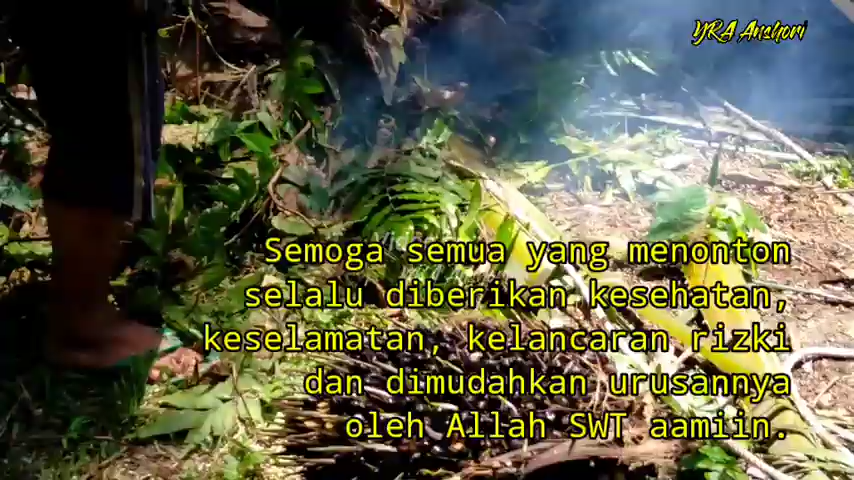 YRA Anshori
Semoga semua yang menonton
selalu diberikan kesehatan,
keselamatan, kelancaran rizki
dan dimudahkan urusannya
oleh Allah SWT aamiin.